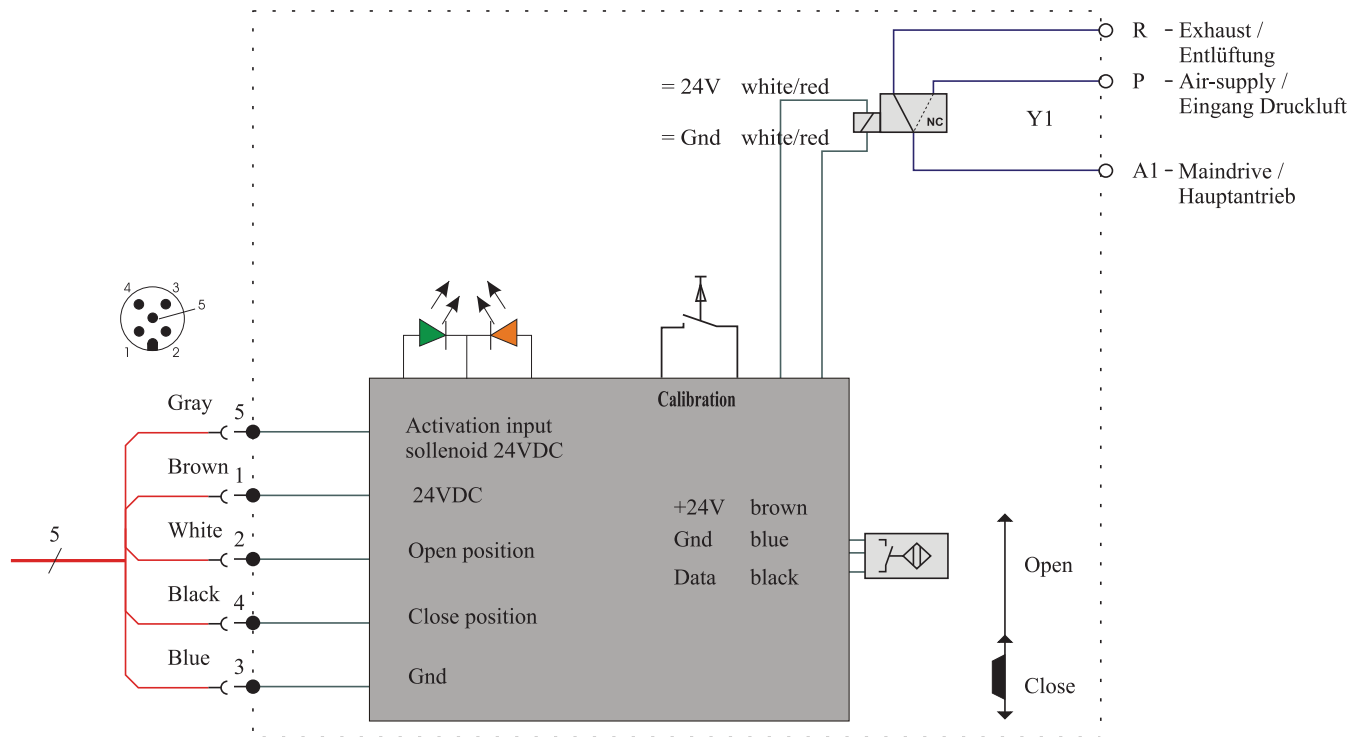 R - Exhaust /
Entlüftung
= 24V white/red
P - Air-supply /
Eingang Druckluft
NC
Y1
= Gnd white/red
A1 - Maindrive /
Hauptantrieb
4 3
5
1 2
Calibration
Gray 5
Activation input
sollenoid 24VDC
Brown 1
24VDC
+24V brown
5
White 2
Open position
Gnd blue
Data black
Open
Black 4
Close position
Blue 3
Gnd
Close